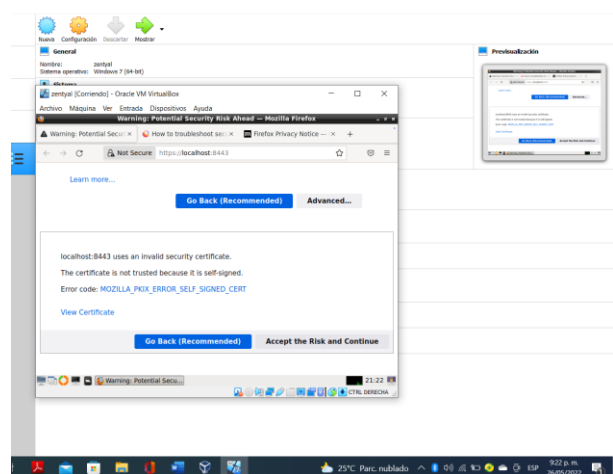 Nueva Configuración Descartar Mostrar
General
Previsualización
Nombre: zentyal
Sistema operativo: Windows 7 (64-bit)
Sistema
zentyal [Corriendo] - Oracle VM VirtualBox
Archivo Máquina Ver Entrada Dispositivos Ayuda
Warning: Potential Security Risk Ahead — Mozilla Firefox
Warning: Potential Secur
How to troubleshoot sec
Firefox Privacy Notice —
Not Secure https://localhost:8443
Learn more...
Go Back (Recommended) Advanced...
localhost:8443 uses an invalid security certificate.
The certificate is not trusted because it is self-signed.
Error code: MOZILLA_PKIX_ERROR_SELF_SIGNED_CERT
View Certificate
Go Back (Recommended) Accept the Risk and Continue
Warning: Potential Secu...
21:22
CTRL DERECHA
25°C Parc. nublado
ESP
9:22 p. m.
26/05/2022